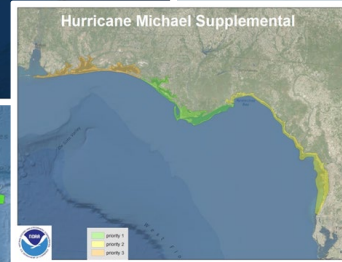 Hurricane Michael Supplemental
priority 1
priority 2
priority 3
NOAA